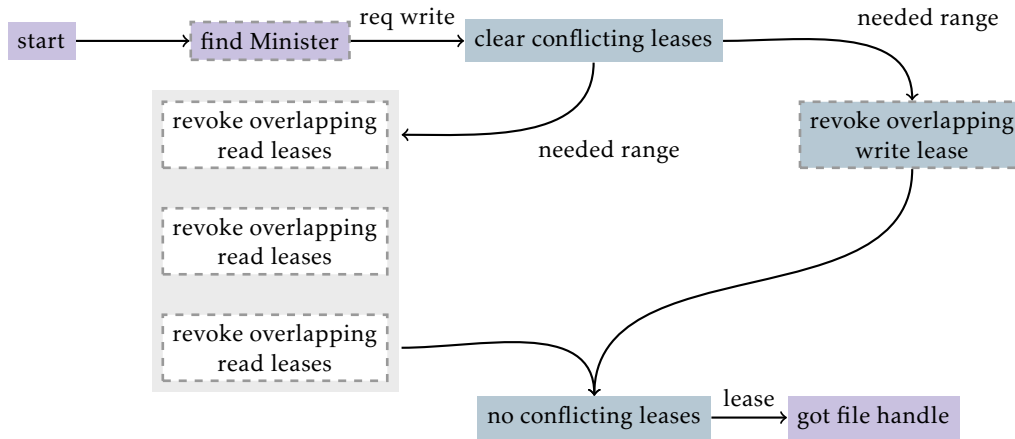 start
find Minister
req write
clear conflicting leases
needed range
revoke overlapping
read leases
needed range
revoke overlapping
write lease
revoke overlapping
read leases
revoke overlapping
read leases
no conflicting leases
lease
got file handle